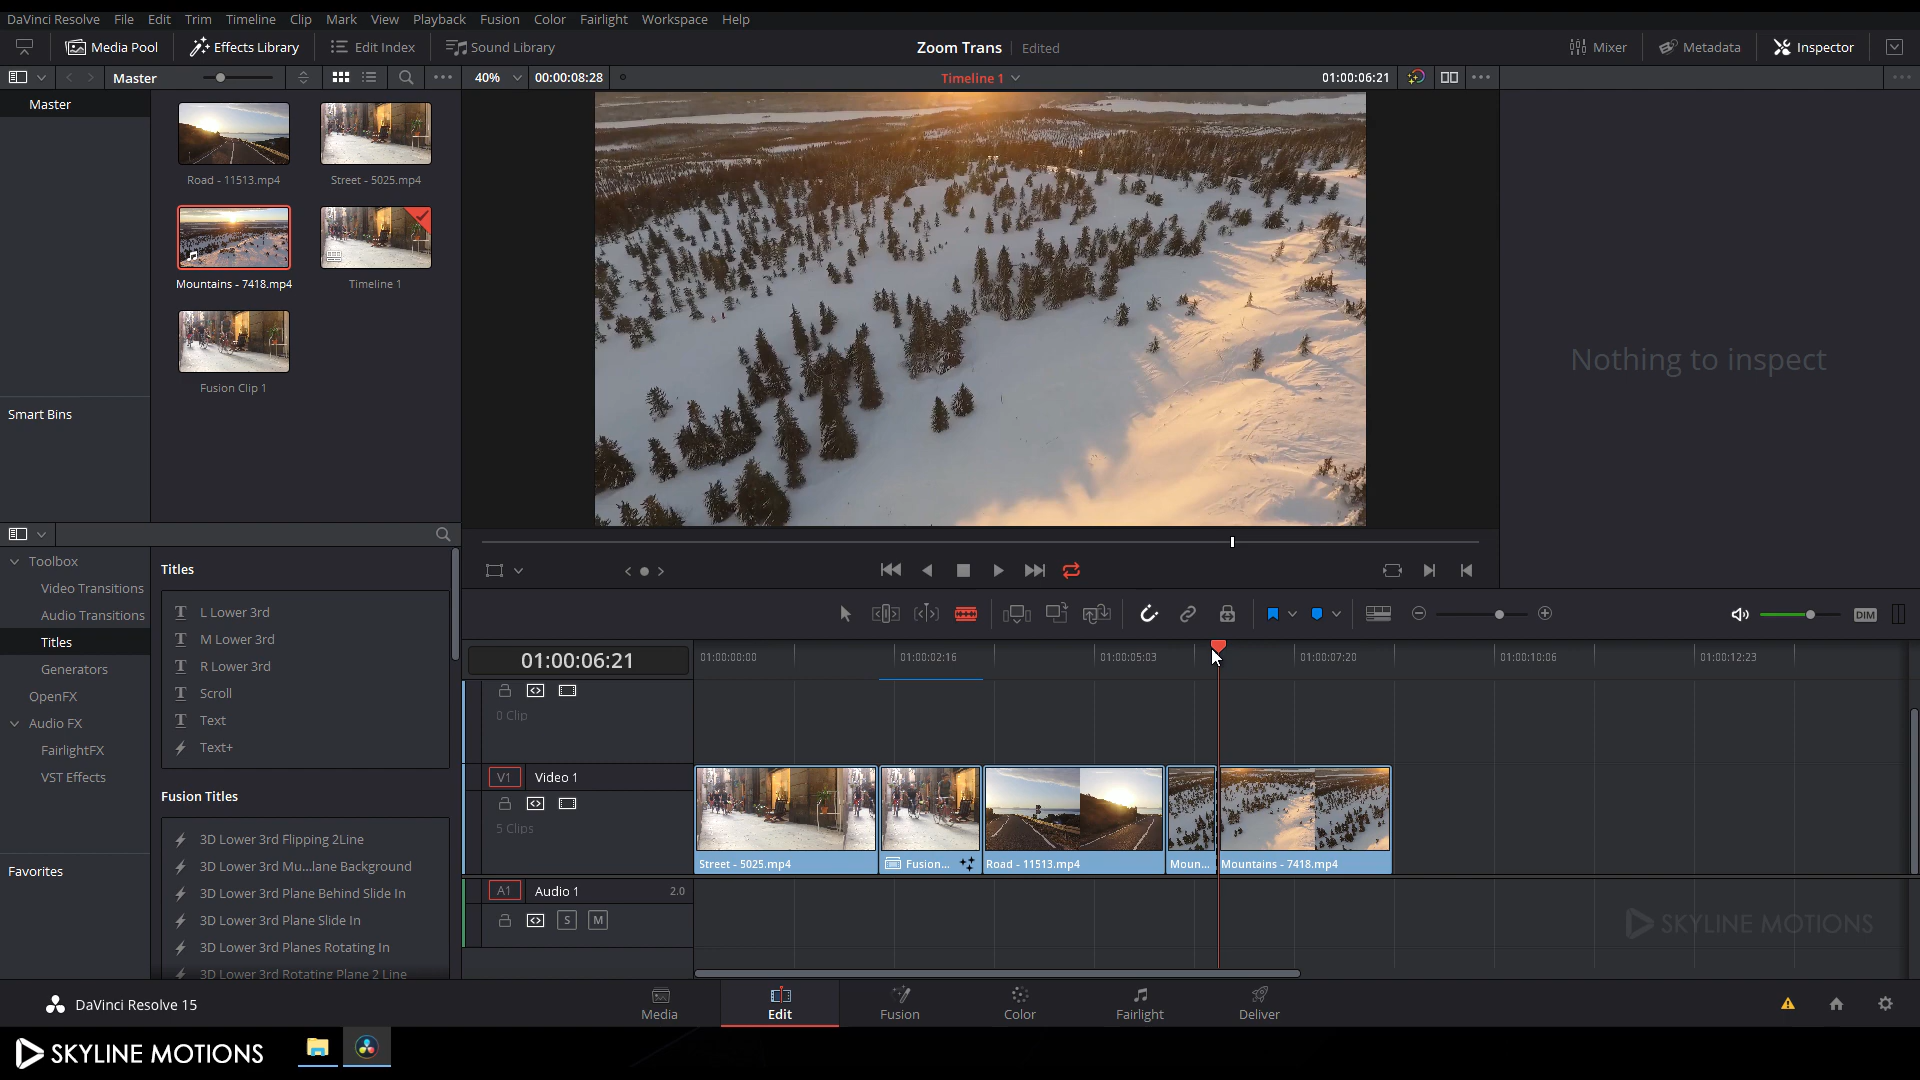 DaVinci Resolve File Edit Trim Timeline Clip Mark View Playback Fusion Color Fairlight Workspace Help
Media Pool Effects Library Edit Index Sound Library Zoom Trans Edited Mixer Metadata Inspector
Master 40% 00:00:08:28 Timeline 1 01:00:06:21
Master
Road - 11513.mp4 Street - 5025.mp4
Mountains - 7418.mp4 Timeline 1
Fusion Clip 1
Smart Bins
Nothing to inspect
Toolbox
Video Transitions
Audio Transitions
Titles
Generators
OpenFX
Audio FX
FairlightFX
VST Effects
Favorites
Titles
L Lower 3rd
M Lower 3rd
R Lower 3rd
Scroll
Text
Text+
Fusion Titles
3D Lower 3rd Flipping 2Line
3D Lower 3rd Mu...lane Background
3D Lower 3rd Plane Behind Slide In
3D Lower 3rd Plane Slide In
3D Lower 3rd Planes Rotating In
3D Lower 3rd Rotating Plane 2 Line
DIM
01:00:06:21 01:00:00:00 01:00:02:16 01:00:05:03 01:00:07:20 01:00:10:06 01:00:12:23
0 Clip
V1 Video 1
5 Clips
Street - 5025.mp4 Fusion... Road - 11513.mp4 Moun... Mountains - 7418.mp4
A1 Audio 1 2.0
S M
SKYLINE MOTIONS
DaVinci Resolve 15 Media Edit Fusion Color Fairlight Deliver
SKYLINE MOTIONS